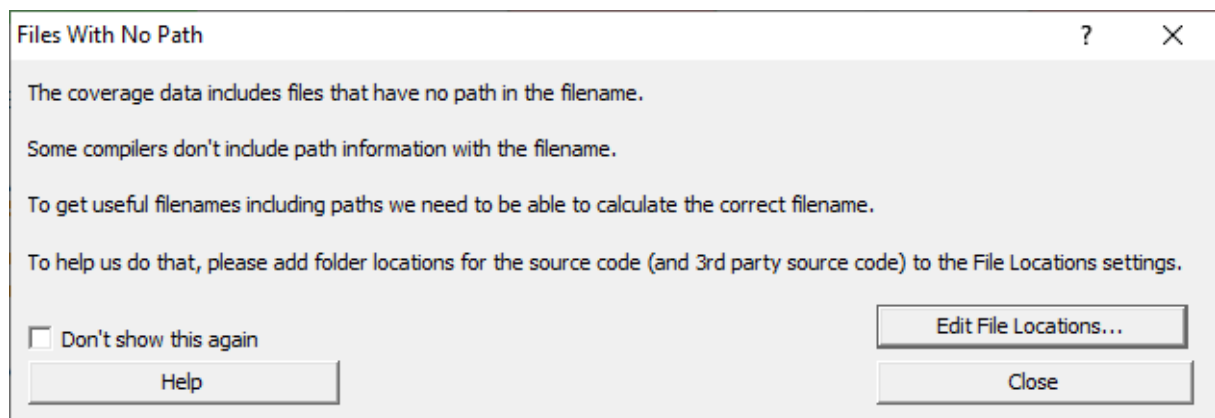 Files With No Path
?
The coverage data includes files that have no path in the filename.
Some compilers don't include path information with the filename.
To get useful filenames including paths we need to be able to calculate the correct filename.
To help us do that, please add folder locations for the source code (and 3rd party source code) to the File Locations settings.
Edit File Locations...
Don't show this again
Help
Close